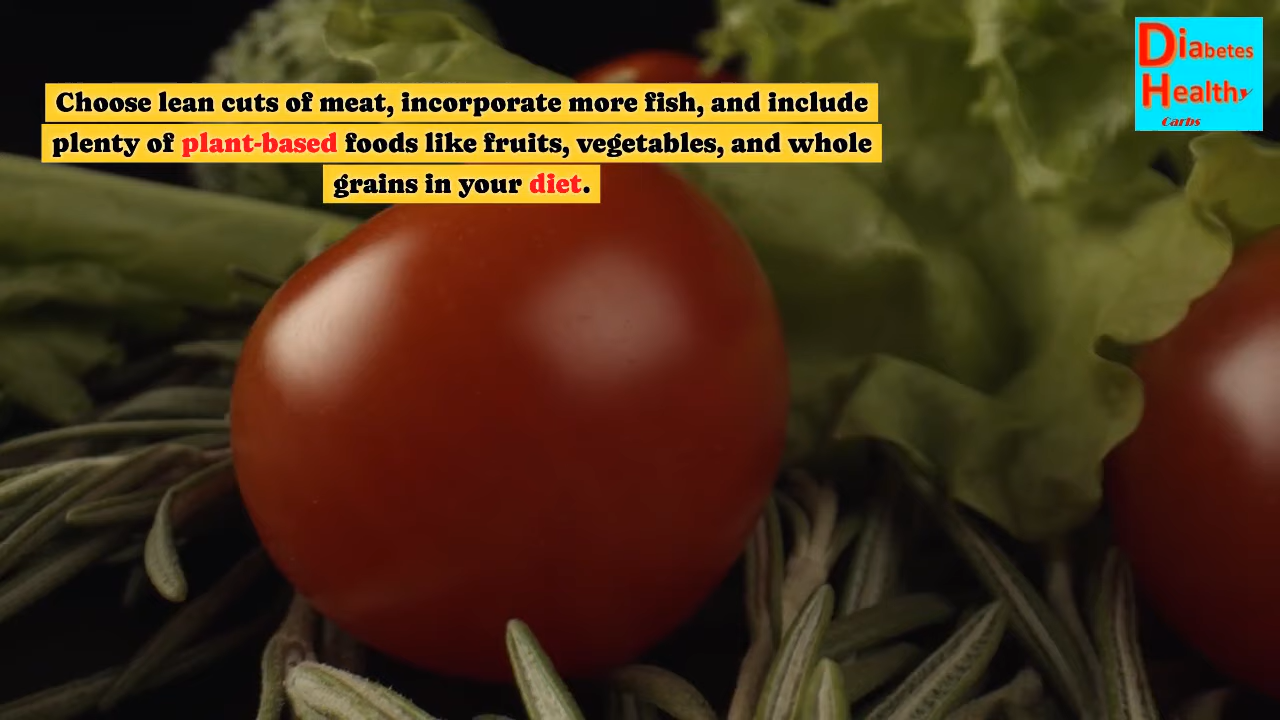 Choose lean cuts of meat, incorporate more fish, and include
plenty of plant-based foods like fruits, vegetables, and whole
grains in your diet.
Diabetes
Healthy
Carbs